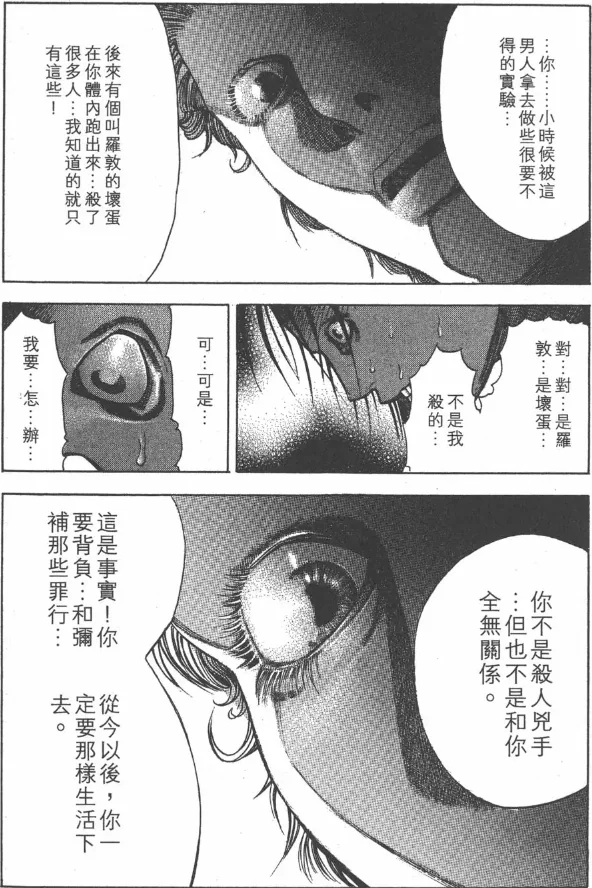 …你……小時候被這
男人拿去做些很要不
得的實驗…
後來有個叫羅敦的壞蛋
在你體內跑出來…殺了
很多人…我知道的就只
有這些！
對…對…是羅
敦…是壞蛋…
不是我
殺的…
可…可是…
我要…怎…辦…
你不是殺人兇手
…但也不是和你
全無關係。
這是事實！你
要背負…和彌
補那些罪行…
從今以後，你一
定要那樣生活下
去。